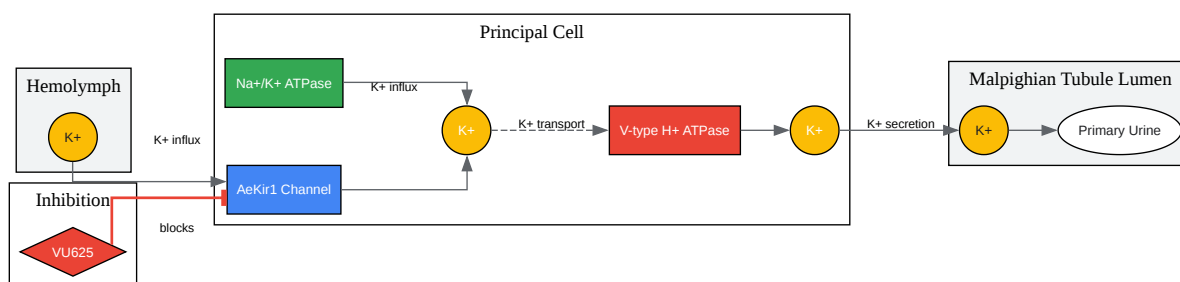 Principal Cell
Hemolymph
K+
K+ influx
Na+/K+ ATPase
K+ influx
K+
K+ transport
V-type H+ ATPase
K+
K+ secretion
Malpighian Tubule Lumen
K+
Primary Urine
AeKir1 Channel
Inhibition
VU625
blocks